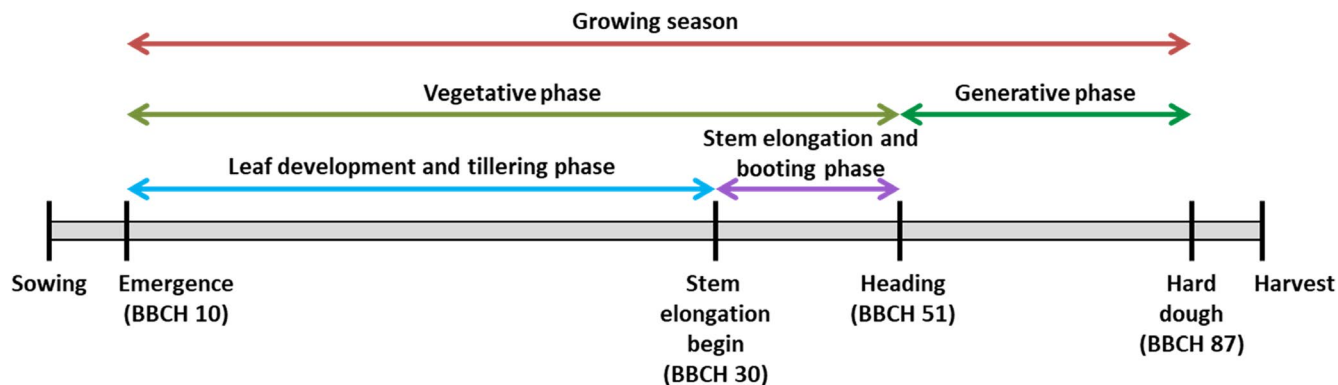 Growing season
Vegetative phase
Generative phase
Leaf development and tillering phase
Stem elongation and
booting phase
Sowing
Emergence
(BBCH 10)
Stem
elongation
begin
(BBCH 30)
Heading
(BBCH 51)
Hard
dough
(BBCH 87)
Harvest